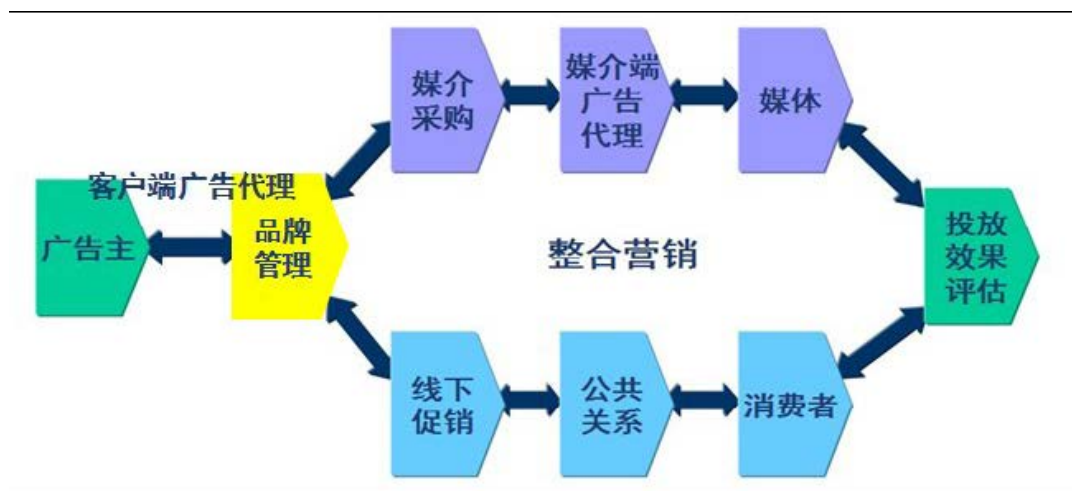 媒介
采购
媒介端
广告
代理
媒体
客户端广告代理
广告主
品牌
管理
整合营销
投放
效果
评估
线下
促销
公共
关系
消费者